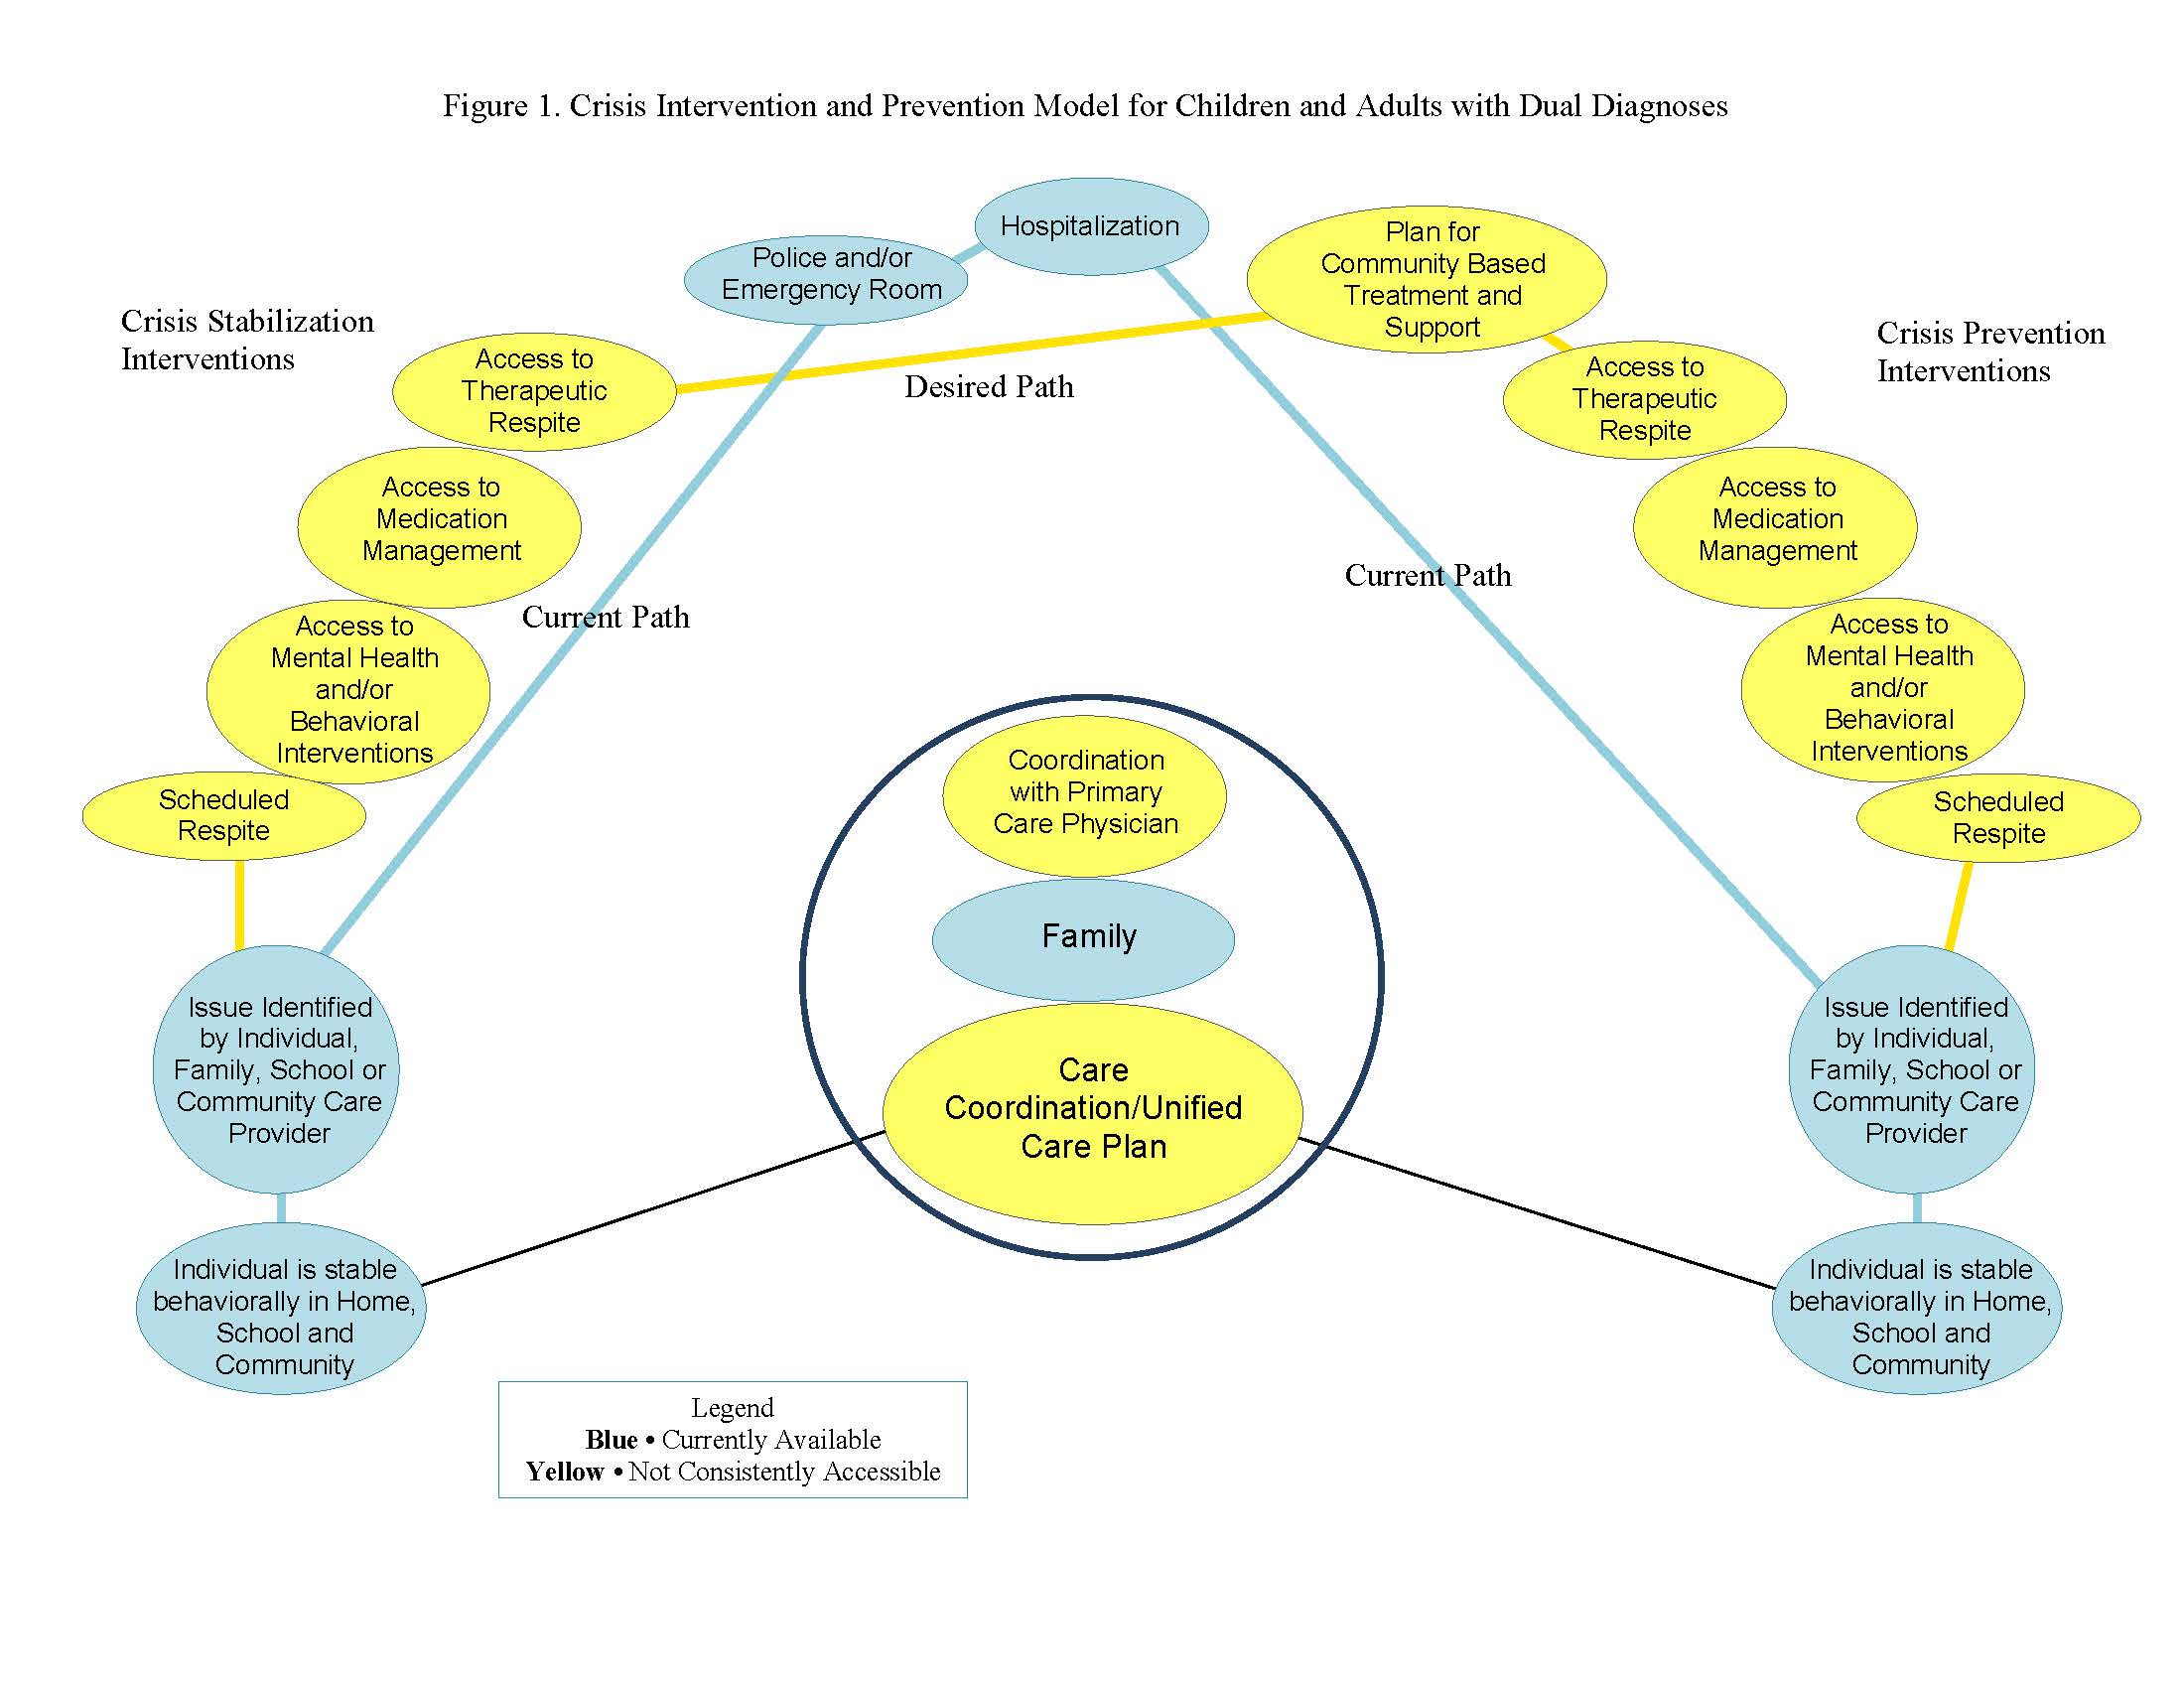 Figure 1. Crisis Intervention and Prevention Model for Children and Adults with Dual Diagnoses
Hospitalization
Police and/or
Emergency Room
Plan for
Community Based
Treatment and
Support
Crisis Stabilization
Interventions
Crisis Prevention
Interventions
Access to
Therapeutic
Respite
Desired Path
Access to
Therapeutic
Respite
Access to
Medication
Management
Access to
Medication
Management
Current Path
Current Path
Access to
Mental Health
and/or
Behavioral
Interventions
Access to
Mental Health
and/or
Behavioral
Interventions
Scheduled
Respite
Scheduled
Respite
Coordination
with Primary
Care Physician
Family
Care
Coordination/Unified
Care Plan
Issue Identified
by Individual,
Family, School or
Community Care
Provider
Issue Identified
by Individual,
Family, School or
Community Care
Provider
Individual is stable
behaviorally in Home,
School and
Community
Individual is stable
behaviorally in Home,
School and
Community
Legend
Blue • Currently Available
Yellow • Not Consistently Accessible